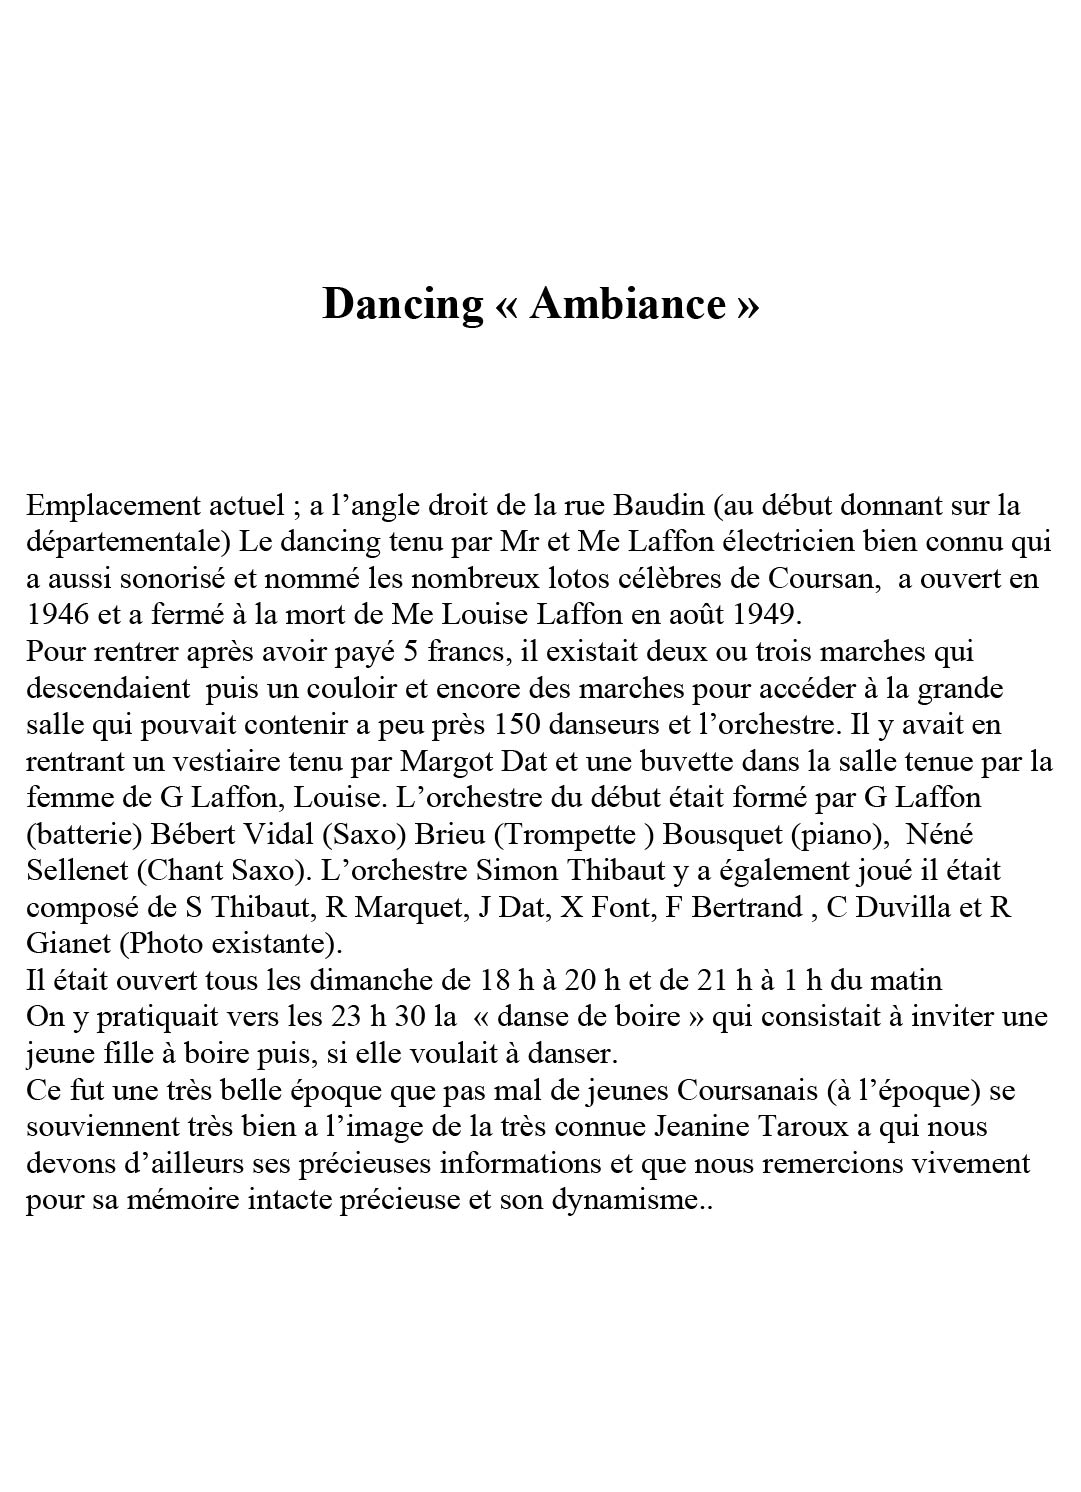 Dancing « Ambiance »
Emplacement actuel ; a l’angle droit de la rue Baudin (au début donnant sur la
départementale) Le dancing tenu par Mr et Me Laffon électricien bien connu qui
a aussi sonorisé et nommé les nombreux lotos célèbres de Coursan,  a ouvert en
1946 et a fermé à la mort de Me Louise Laffon en août 1949.
Pour rentrer après avoir payé 5 francs, il existait deux ou trois marches qui
descendaient  puis un couloir et encore des marches pour accéder à la grande
salle qui pouvait contenir a peu près 150 danseurs et l’orchestre. Il y avait en
rentrant un vestiaire tenu par Margot Dat et une buvette dans la salle tenue par la
femme de G Laffon, Louise. L’orchestre du début était formé par G Laffon
(batterie) Bébert Vidal (Saxo) Brieu (Trompette ) Bousquet (piano),  Néné
Sellenet (Chant Saxo). L’orchestre Simon Thibaut y a également joué il était
composé de S Thibaut, R Marquet, J Dat, X Font, F Bertrand , C Duvilla et R
Gianet (Photo existante).
Il était ouvert tous les dimanche de 18 h à 20 h et de 21 h à 1 h du matin
On y pratiquait vers les 23 h 30 la  « danse de boire » qui consistait à inviter une
jeune fille à boire puis, si elle voulait à danser.
Ce fut une très belle époque que pas mal de jeunes Coursanais (à l’époque) se
souviennent très bien a l’image de la très connue Jeanine Taroux a qui nous
devons d’ailleurs ses précieuses informations et que nous remercions vivement
pour sa mémoire intacte précieuse et son dynamisme..